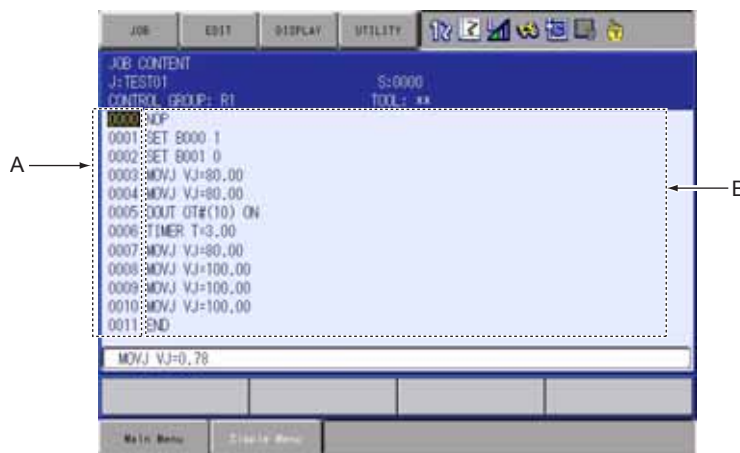 JOB EDIT DISPLAY UTILITY
JOB CONTENT
J:TEST01 S:0000
CONTROL GROUP: R1 TOOL: **
0000 NOP
0001 SET B000 1
0002 SET B001 0
A
0003 MOVJ VJ=80.00
0004 MOVJ VJ=80.00
0005 DOUT OT#(10) ON
0006 TIMER T=3.00
0007 MOVJ VJ=80.00
0008 MOVJ VJ=100.00
0009 MOVJ VJ=100.00
0010 MOVJ VJ=100.00
0011 END
MOVJ VJ=0.78
Main Menu Simple Menu